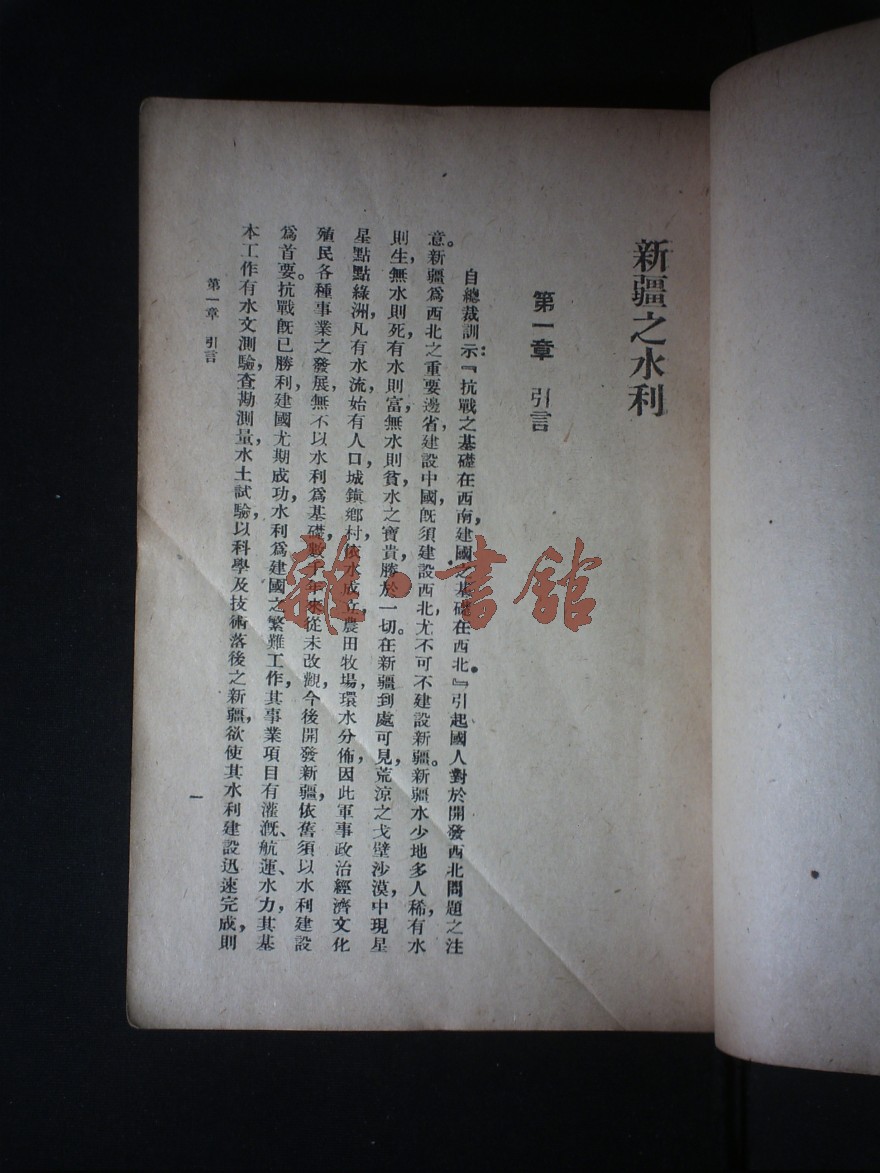 新疆之水利
第一章 引言
自總裁訓示:『抗戰之基礎在西南,建國之基礎在西北。』引起國人對於開發西北問題之注
意。新疆為西北之重要邊省,建設中國,旣須建設西北,尤不可不建設新疆。新疆水少地多人稀,有水
則生,無水則死,有水則富,無水則貧,水之寶貴,勝於一切。在新疆到處可見,荒涼之戈壁沙漠中,現星
星點點綠洲,凡有水流,始有人口,城鎮鄉村,依水成立,農田牧場,環水分佈,因此軍事政治經濟文化
殖民各種事業之發展,無不以水利為基礎,數千年來從未改觀,今後開發新疆,依舊須以水利建設
為首要。抗戰旣已勝利,建國尤期成功,水利為建國之繁難工作,其事業項目有灌漑、航運、水力,其基
本工作有水文測驗,查勘測量,水土試驗,以科學及技術落後之新疆,欲使其水利建設迅速完成,則
第一章 引言
一
雜·書館